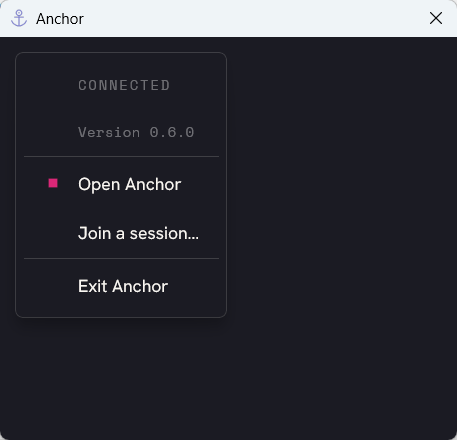 Anchor
CONNECTED
Version 0.6.0
Open Anchor
Join a session...
Exit Anchor